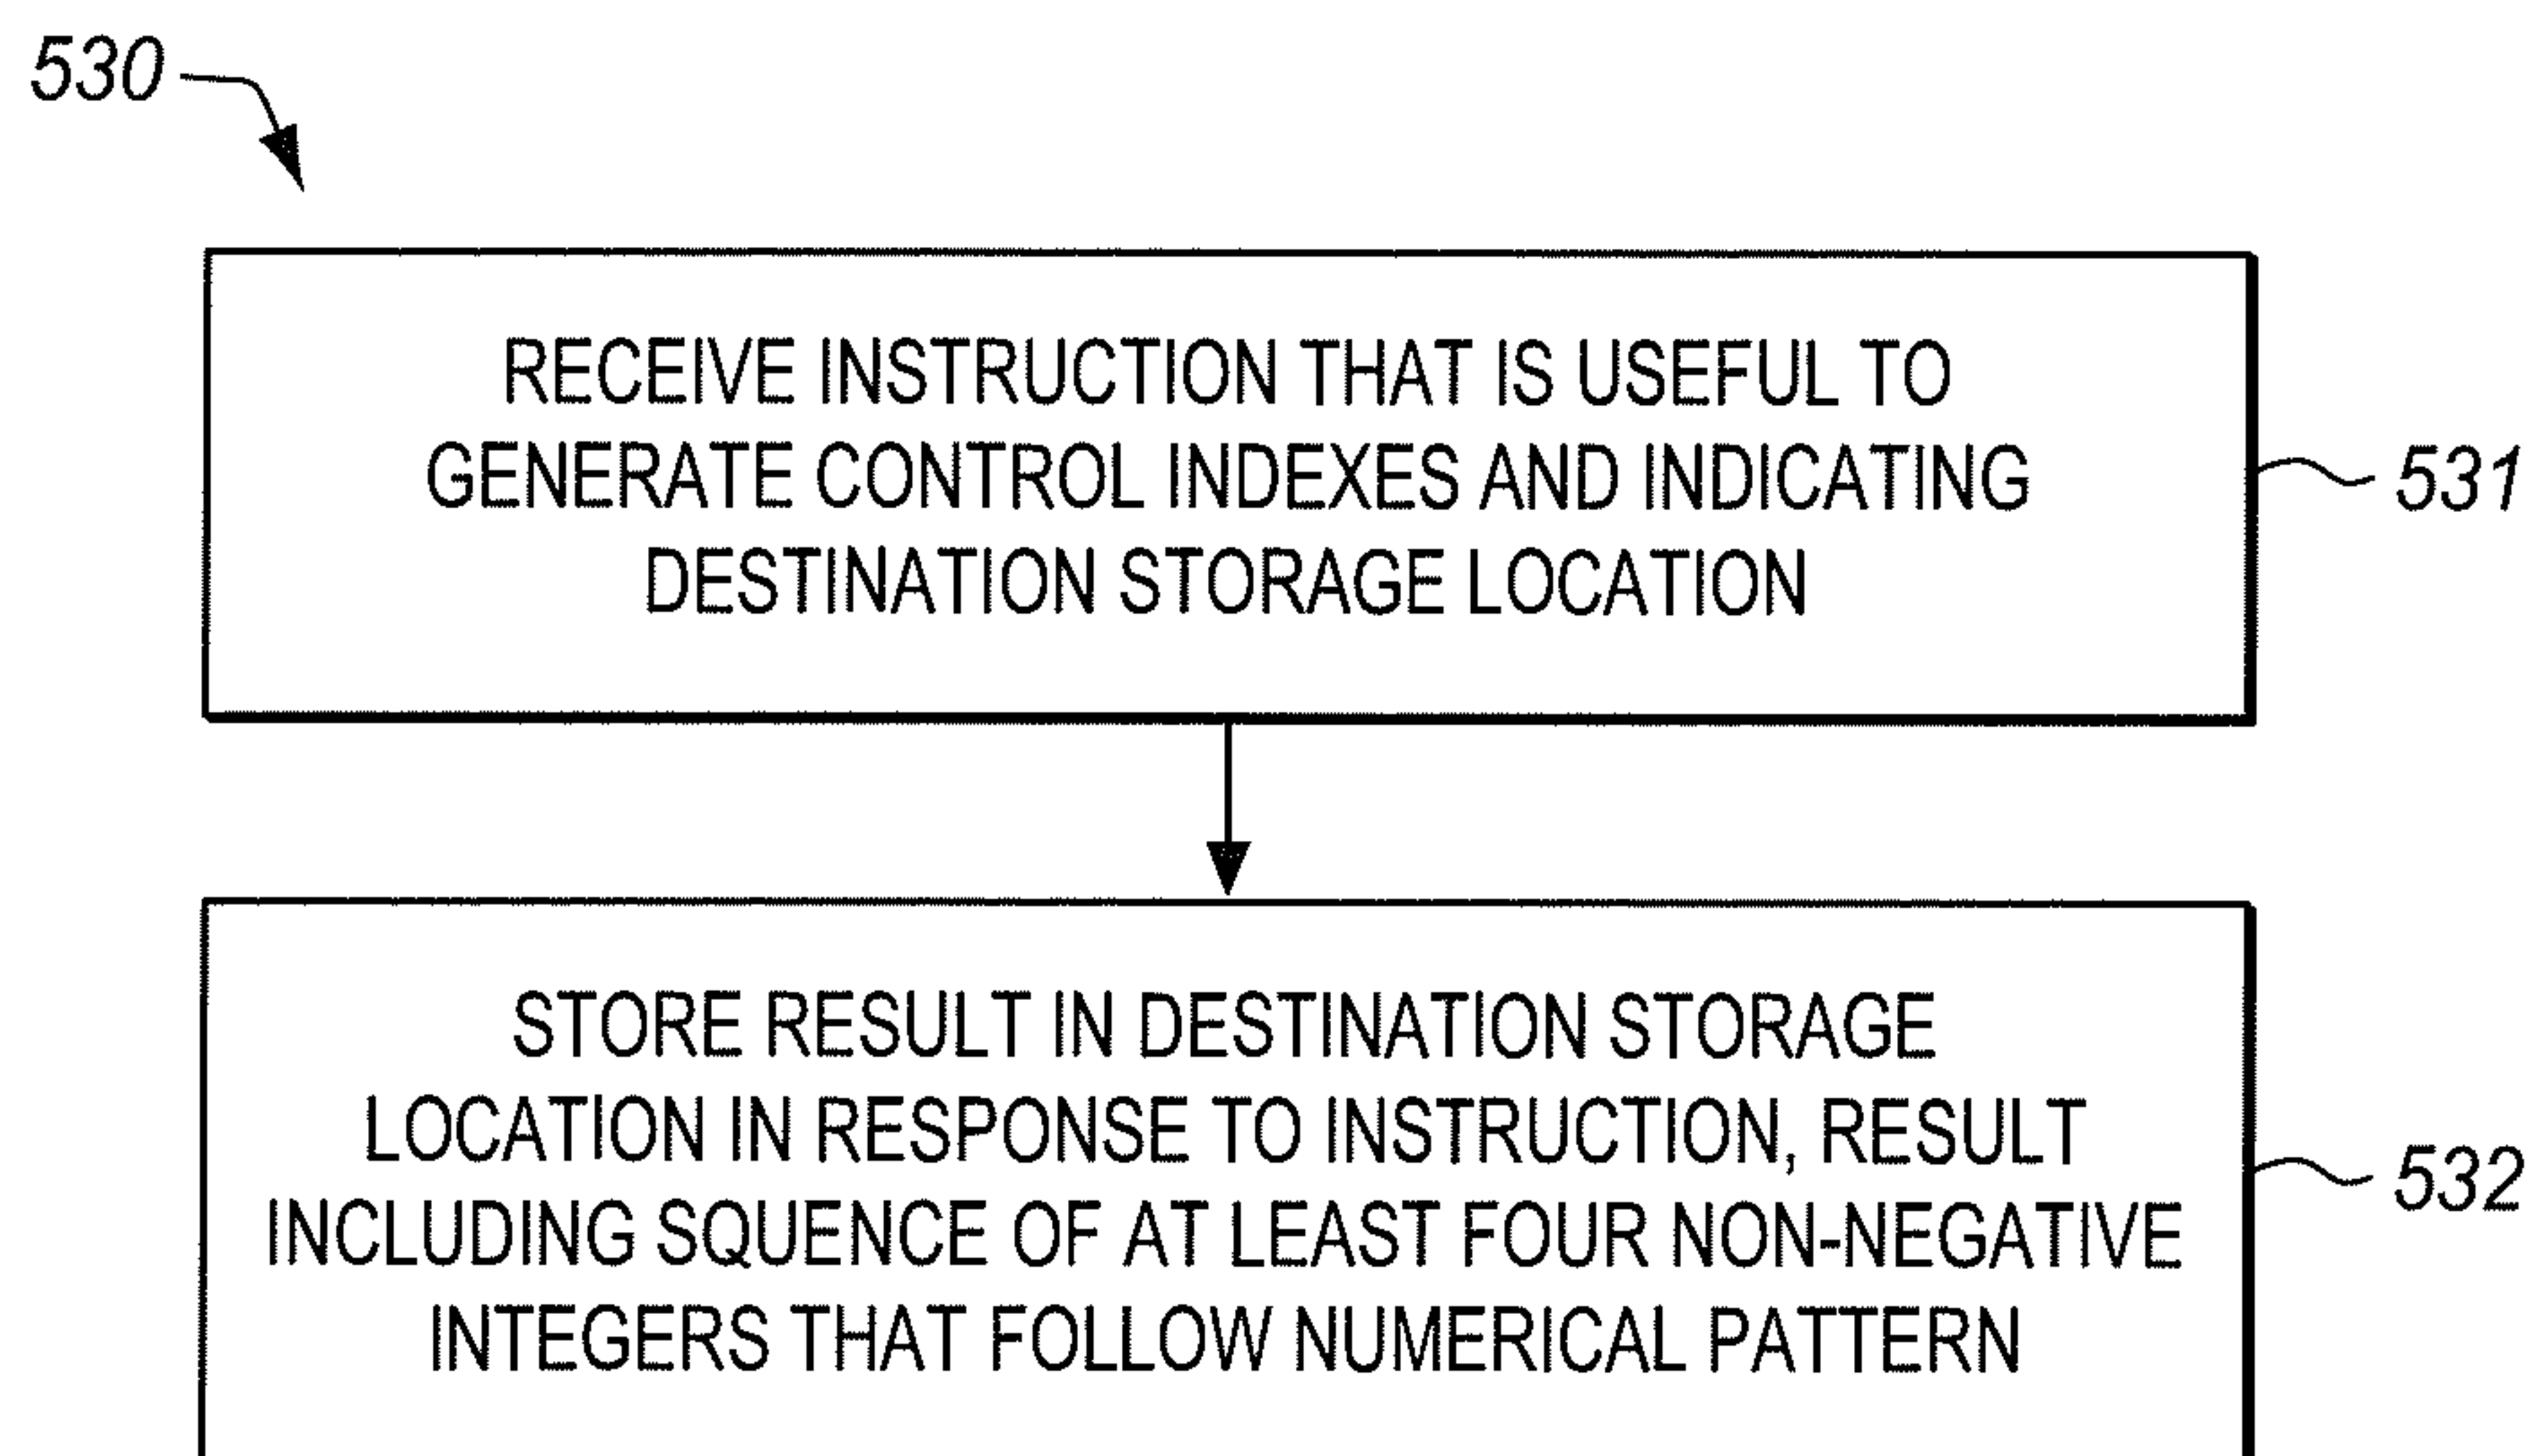 530
RECEIVE INSTRUCTION THAT IS USEFUL TO
GENERATE CONTROL INDEXES AND INDICATING
DESTINATION STORAGE LOCATION
531
STORE RESULT IN DESTINATION STORAGE
LOCATION IN RESPONSE TO INSTRUCTION, RESULT
INCLUDING SQUENCE OF AT LEAST FOUR NON-NEGATIVE
INTEGERS THAT FOLLOW NUMERICAL PATTERN
532